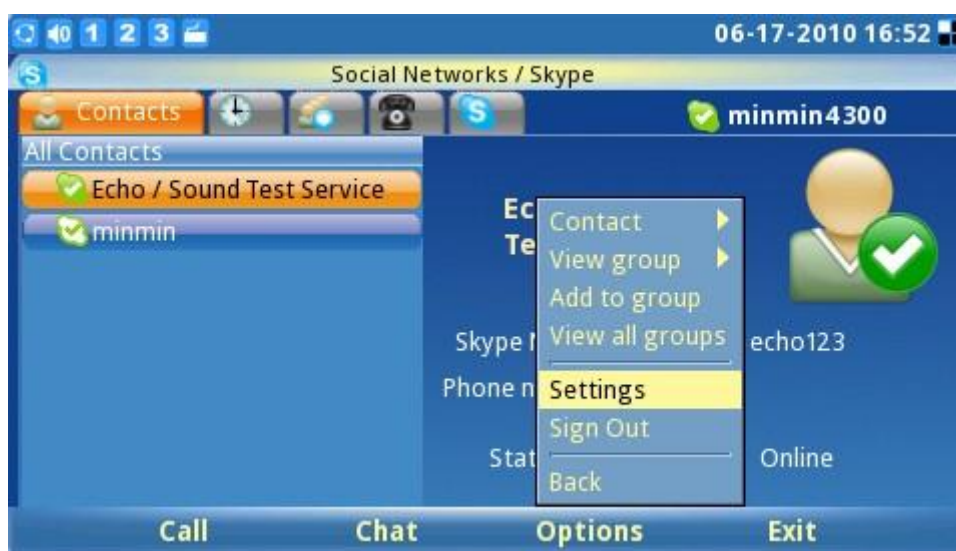 1 2 3
06-17-2010 16:52
Social Networks / Skype
Contacts
minmin4300
All Contacts
Echo / Sound Test Service
minmin
Contact
View group
Add to group
View all groups
Settings
Sign Out
Back
Skype
echo123
Phone
Online
Call Chat Options Exit